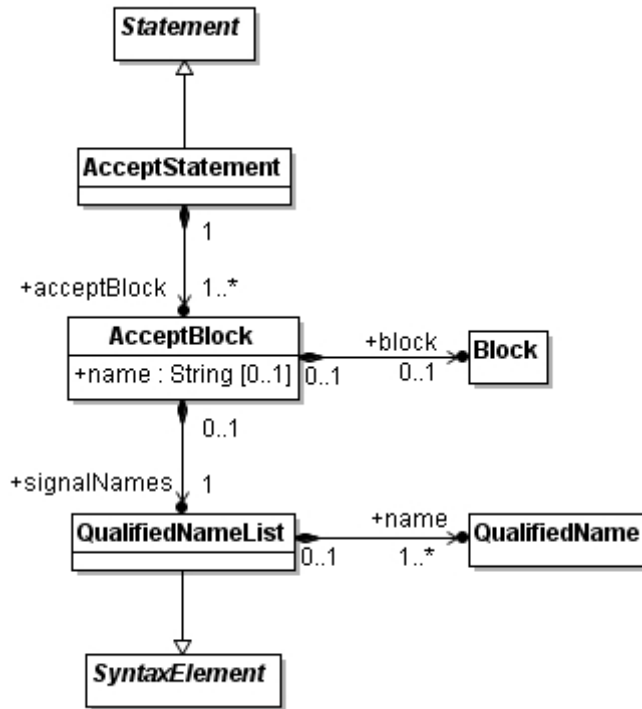 Statement
AcceptStatement
1
+acceptBlock 1..*
AcceptBlock
+name : String [0..1]
+block
0..1 0..1
Block
0..1
+signalNames 1
QualifiedNameList
+name
0..1 1..*
QualifiedName
SyntaxElement